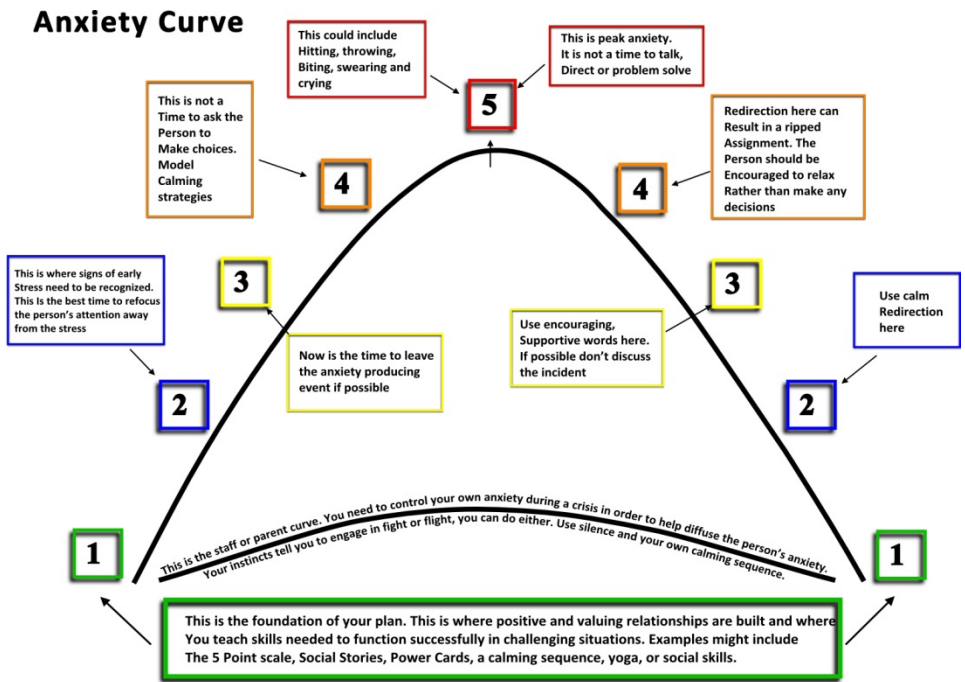 Anxiety Curve
This could include
Hitting, throwing,
Biting, swearing and
crying
This is peak anxiety.
It is not a time to talk,
Direct or problem solve
5
This is not a
Time to ask the
Person to
Make choices.
Model
Calming
strategies
4
4
Redirection here can
Result in a ripped
Assignment. The
Person should be
Encouraged to relax
Rather than make any
decisions
This is where signs of early
Stress need to be recognized.
This Is the best time to refocus
the person's attention away
from the stress
3
3
Use calm
Redirection
here
Now is the time to leave
the anxiety producing
event if possible
Use encouraging,
Supportive words here.
If possible don't discuss
the incident
2
2
This is the staff or parent curve. You need to control your own anxiety during a crisis in order to help diffuse the person's anxiety.
Your instincts tell you to engage in fight or flight, you can do either. Use silence and your own calming sequence.
1
1
This is the foundation of your plan. This is where positive and valuing relationships are built and where
You teach skills needed to function successfully in challenging situations. Examples might include
The 5 Point scale, Social Stories, Power Cards, a calming sequence, yoga, or social skills.